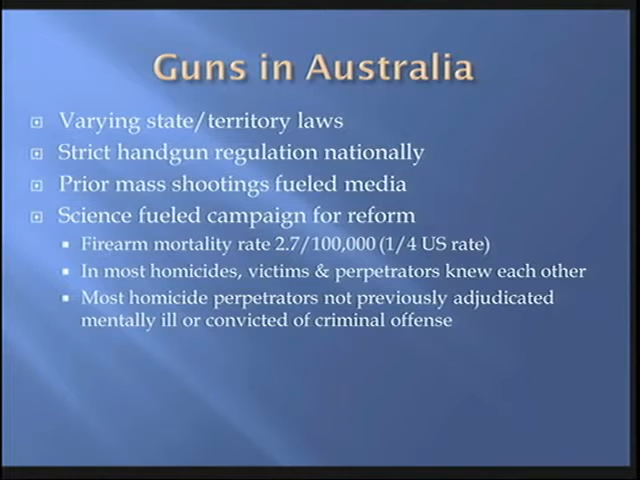 Guns in Australia
Varying state/territory laws
Strict handgun regulation nationally
Prior mass shootings fueled media
Science fueled campaign for reform
Firearm mortality rate 2.7/100,000 (1/4 US rate)
In most homicides, victims & perpetrators knew each other
Most homicide perpetrators not previously adjudicated
mentally ill or convicted of criminal offense